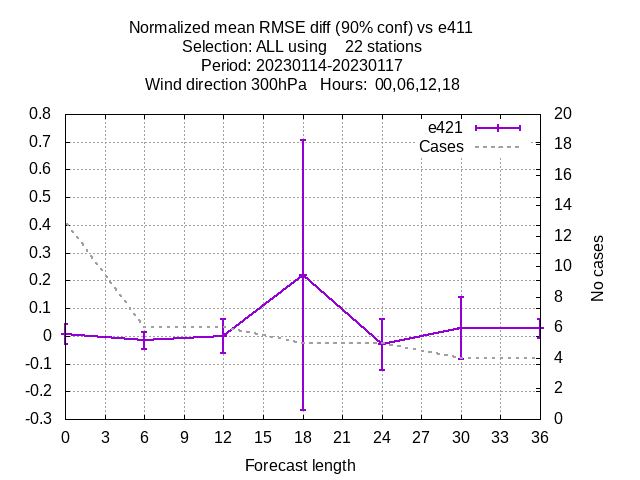 Normalized mean RMSE diff (90% conf) vs e411
Selection: ALL using    22 stations
Period: 20230114-20230117
Wind direction 300hPa   Hours:  00,06,12,18
e421
Cases
0.8
0.7
0.6
0.5
0.4
0.3
0.2
0.1
0
-0.1
-0.2
-0.3
20
18
16
14
12
10
8
6
4
2
0
No cases
0 3 6 9 12 15 18 21 24 27 30 33 36
Forecast length